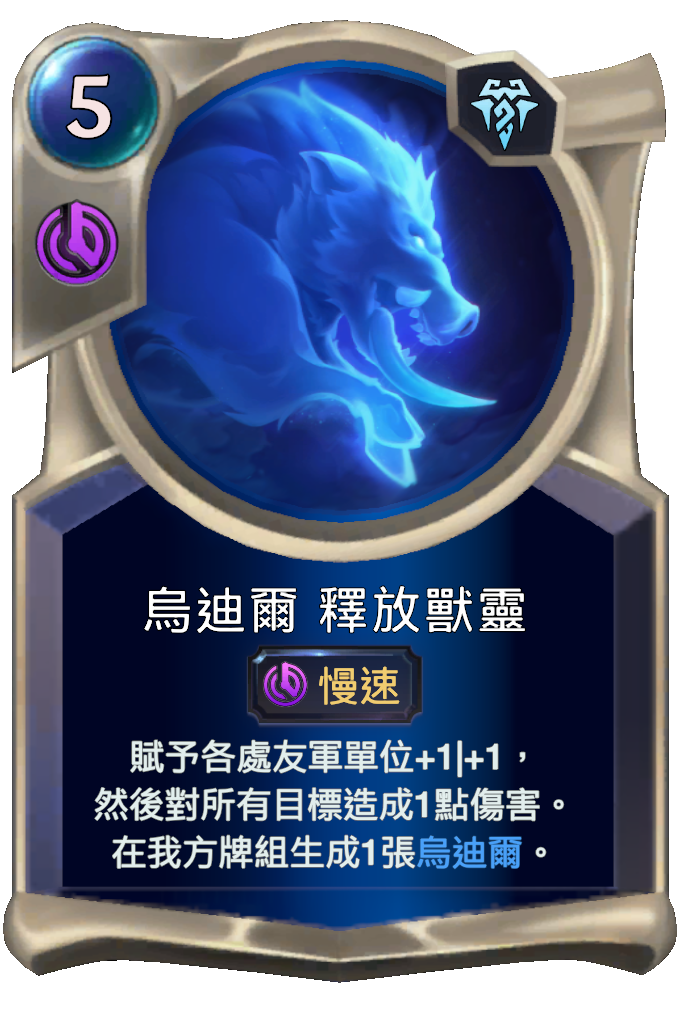 5
烏迪爾 釋放獸靈
慢速
賦予各處友軍單位+1|+1，
然後對所有目標造成1點傷害。
在我方牌組生成1張烏迪爾。